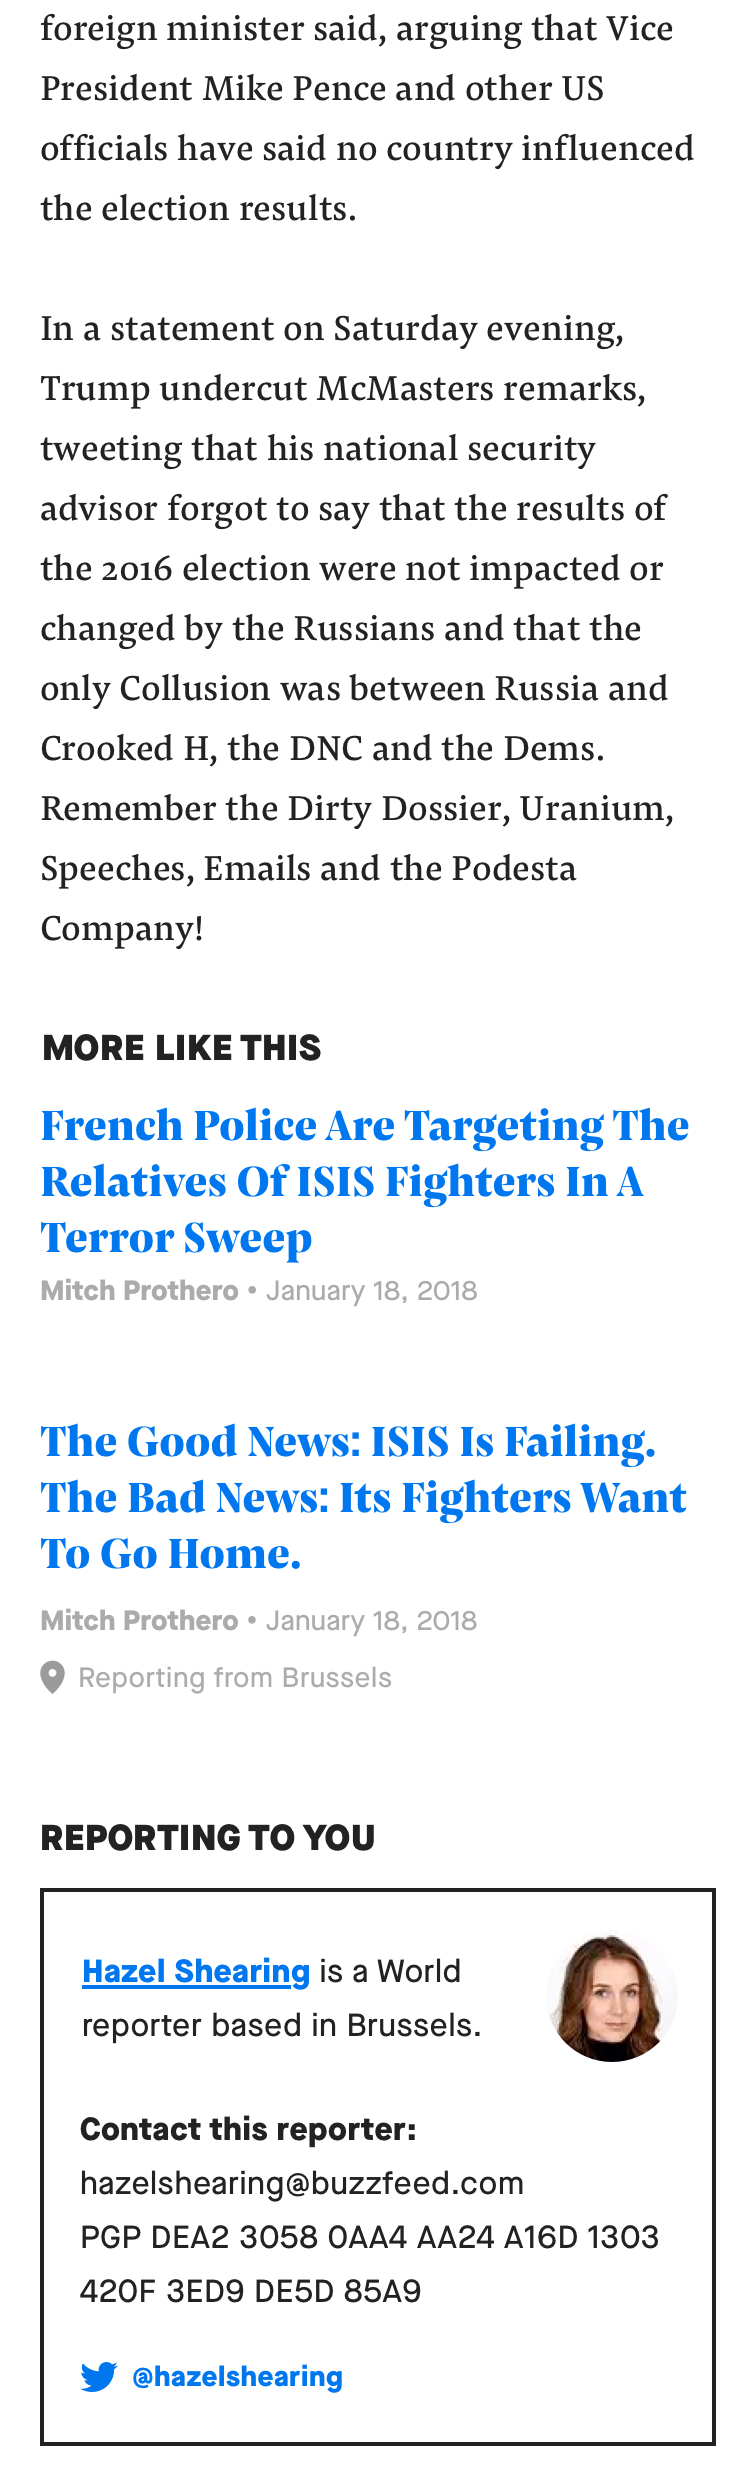 foreign minister said, arguing that Vice
President Mike Pence and other US
officials have said no country influenced
the election results.
In a statement on Saturday evening,
Trump undercut McMasters remarks,
tweeting that his national security
advisor forgot to say that the results of
the 2016 election were not impacted or
changed by the Russians and that the
only Collusion was between Russia and
Crooked H, the DNC and the Dems.
Remember the Dirty Dossier, Uranium,
Speeches, Emails and the Podesta
Company!
MORE LIKE THIS
French Police Are Targeting The
Relatives Of ISIS Fighters In A
Terror Sweep
Mitch Prothero • January 18, 2018
The Good News: ISIS Is Failing.
The Bad News: Its Fighters Want
To Go Home.
Mitch Prothero • January 18, 2018
Reporting from Brussels
REPORTING TO YOU
Hazel Shearing is a World
reporter based in Brussels.
Contact this reporter:
hazelshearing@buzzfeed.com
PGP DEA2 3058 0AA4 AA24 A16D 1303
420F 3ED9 DE5D 85A9
@hazelshearing